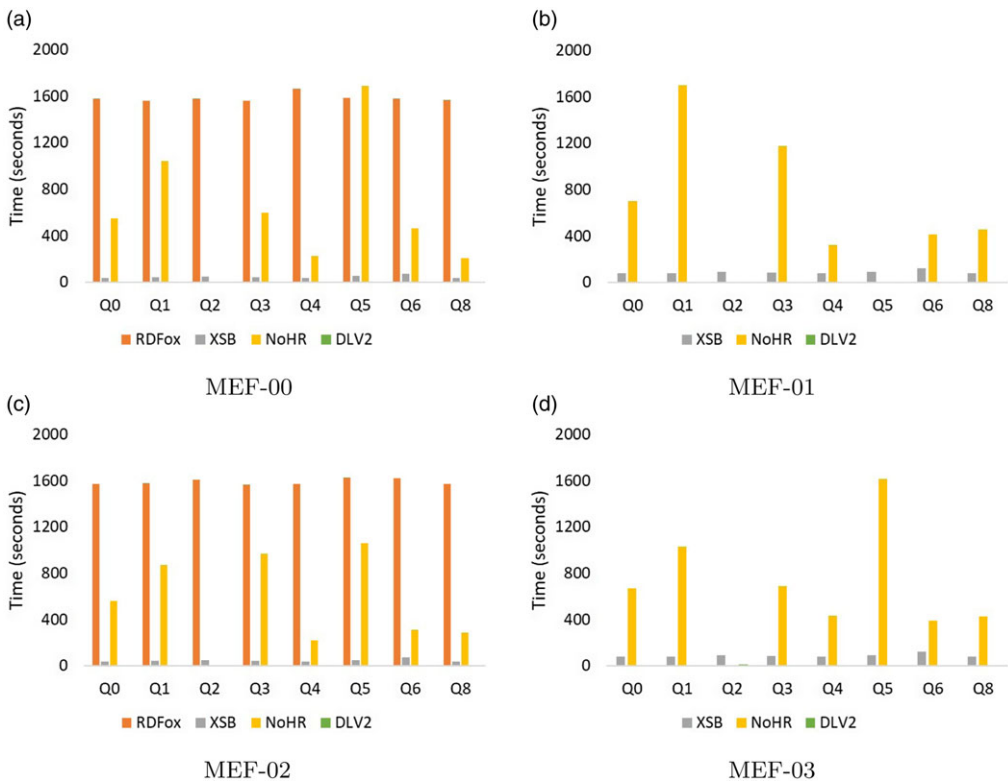 (a)
2000
1600
1200
800
400
0
Time (seconds)
Q0 Q1 Q2 Q3 Q4 Q5 Q6 Q8
RDFox XSB NoHR DLV2
MEF-00
(b)
2000
1600
1200
800
400
0
Time (seconds)
Q0 Q1 Q2 Q3 Q4 Q5 Q6 Q8
XSB NoHR DLV2
MEF-01
(c)
2000
1600
1200
800
400
0
Time (seconds)
Q0 Q1 Q2 Q3 Q4 Q5 Q6 Q8
RDFox XSB NoHR DLV2
MEF-02
(d)
2000
1600
1200
800
400
0
Time (seconds)
Q0 Q1 Q2 Q3 Q4 Q5 Q6 Q8
XSB NoHR DLV2
MEF-03